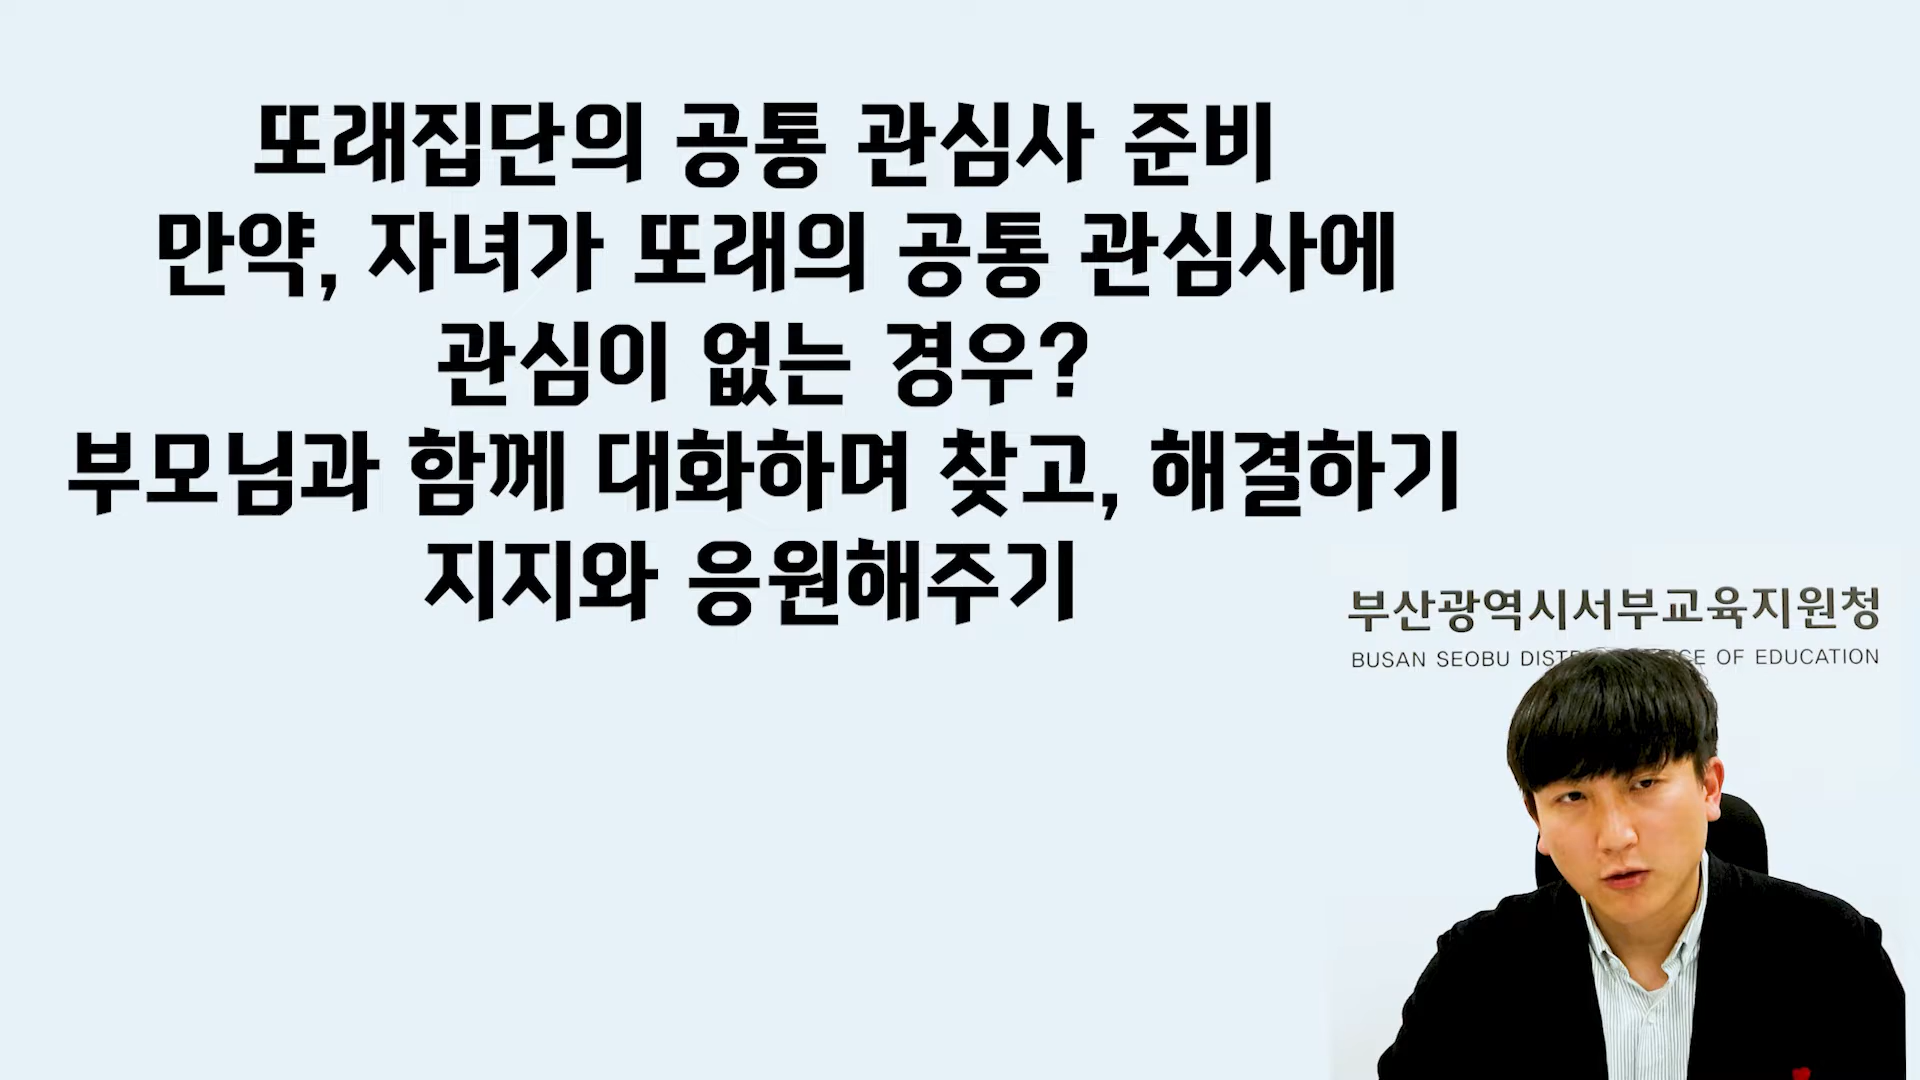 또래집단의 공통 관심사 준비
만약, 자녀가 또래의 공통 관심사에
관심이 없는 경우?
부모님과 함께 대화하며 찾고, 해결하기
지지와 응원해주기
부산광역시서부교육지원청
BUSAN SEOBU OF EDUCATION